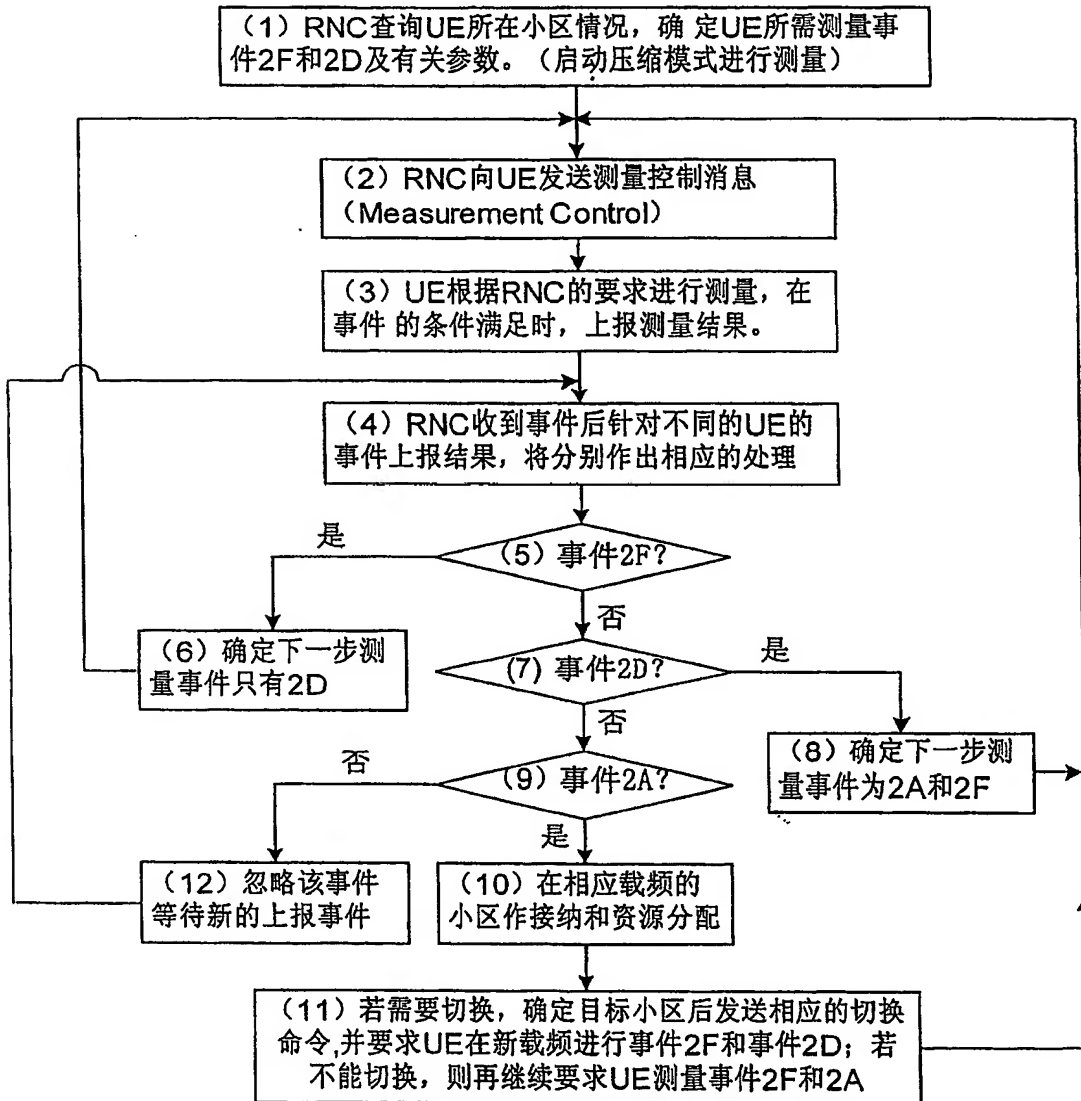 （1）RNC查询UE所在小区情况，确 定UE所需测量事
件2F和2D及有关参数。（启动压缩模式进行测量）
（2）RNC向UE发送测量控制消息
（Measurement Control）
（3）UE根据RNC的要求进行测量，在
事件 的条件满足时，上报测量结果。
（4）RNC收到事件后针对不同的UE的
事件上报结果，将分别作出相应的处理
（5）事件2F?
是
否
（6）确定下一步测
量事件只有2D
（7) 事件2D?
是
否
（8）确定下一步测
量事件为2A和2F
（9）事件2A?
否
是
（12）忽略该事件
等待新的上报事件
（10）在相应载频的
小区作接纳和资源分配
（11）若需要切换，确定目标小区后发送相应的切换
命令,并要求UE在新载频进行事件2F和事件2D；若
不能切换，则再继续要求UE测量事件2F和2A